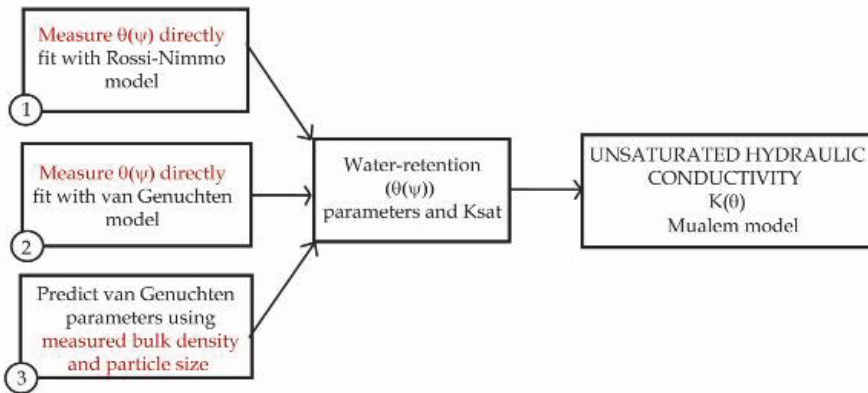 Measure θ(ψ) directly
fit with Rossi-Nimmo
model
1
Measure θ(ψ) directly
fit with van Genuchten
model
2
Predict van Genuchten
parameters using
measured bulk density
and particle size
3
Water-retention
(θ(ψ))
parameters and Ksat
UNSATURATED HYDRAULIC
CONDUCTIVITY
K(θ)
Mualem model